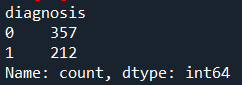 diagnosis
0    357
1    212
Name: count, dtype: int64